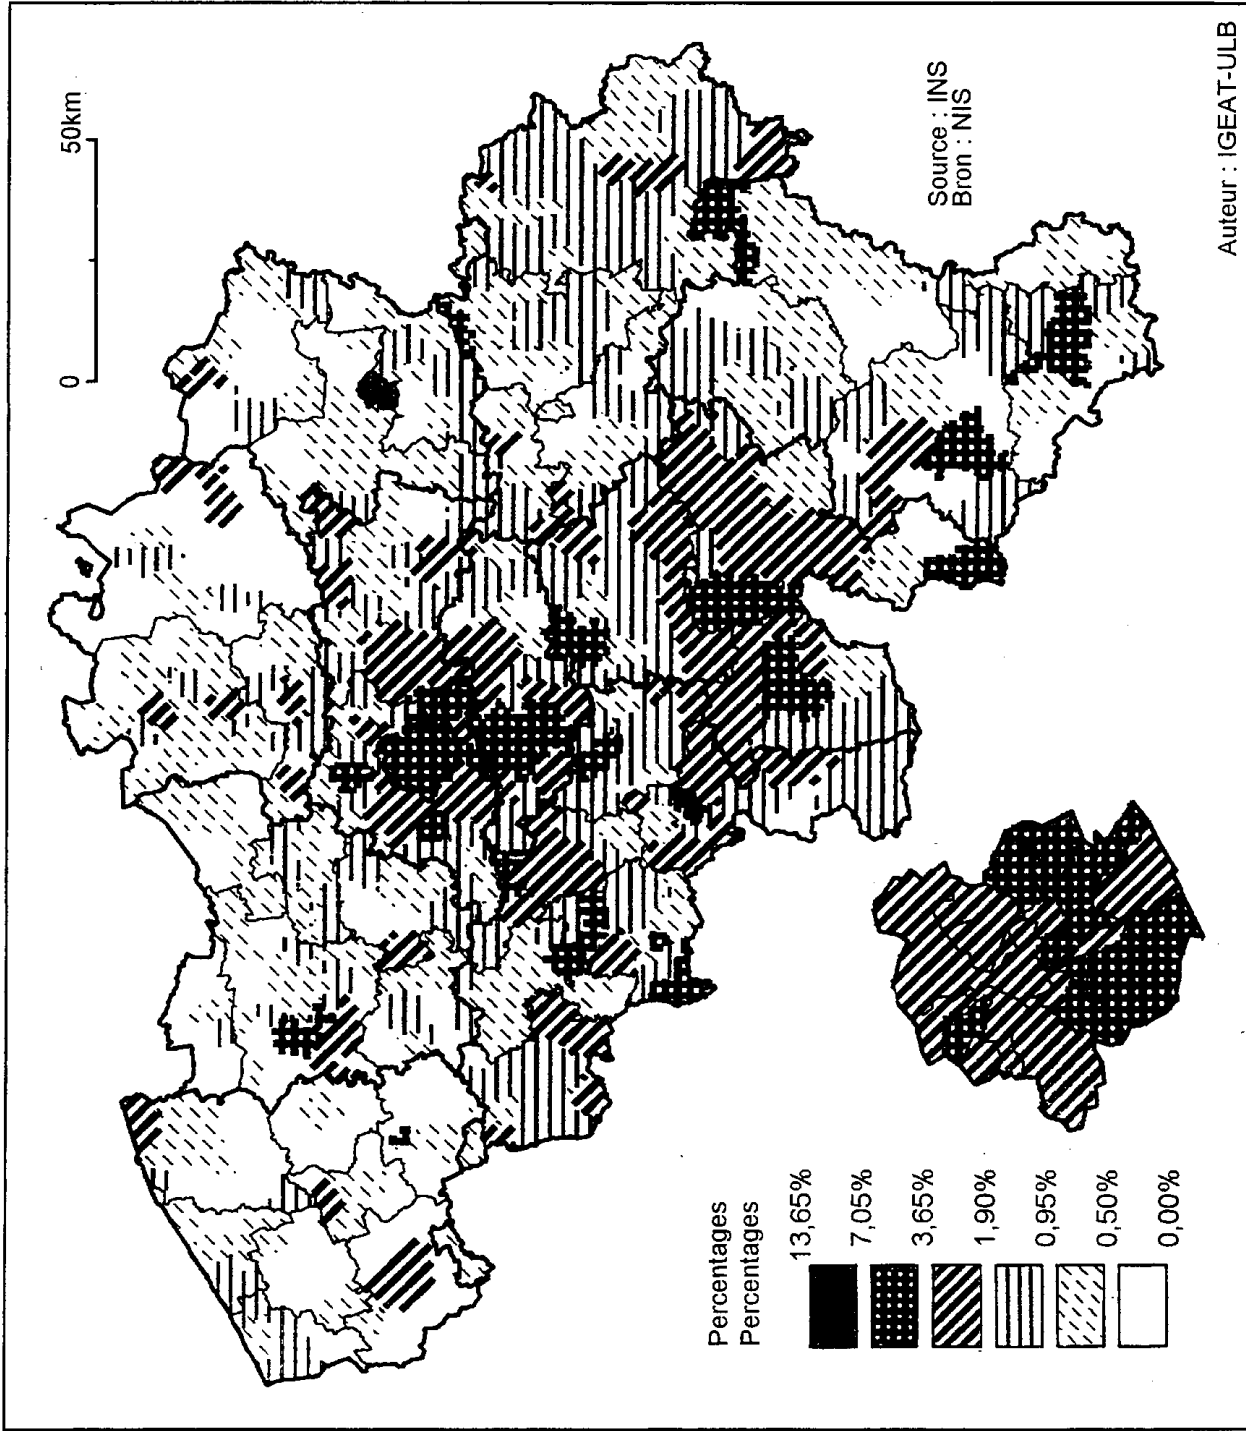 0
50km
Source : INS
Bron : NIS
Auteur : IGEAT-ULB
Percentages
Percentages
13,65%
7,05%
3,65%
1,90%
0,95%
0,50%
0,00%